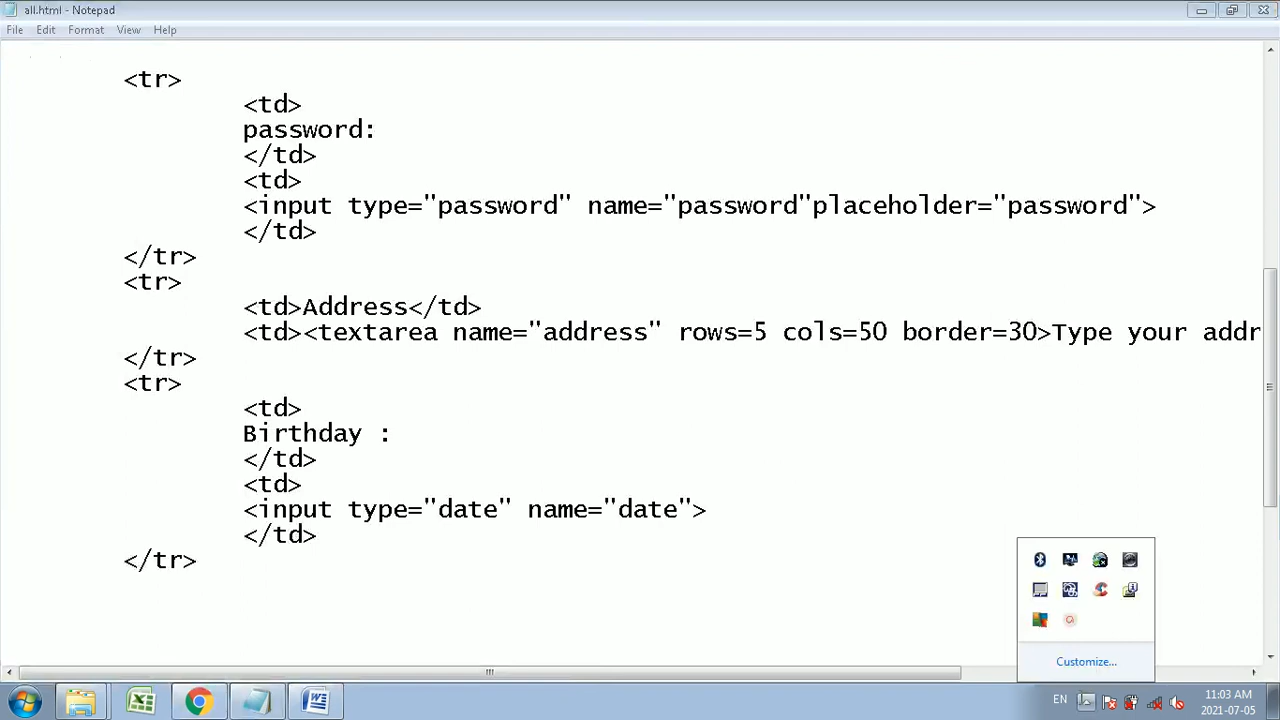 all.html - Notepad
File Edit Format View Help
<tr>
<td>
password:
</td>
<td>
<input type="password" name="password"placeholder="password">
</td>
</tr>
<tr>
<td>Address</td>
<td><textarea name="address" rows=5 cols=50 border=30>Type your addr
</tr>
<tr>
<td>
Birthday :
</td>
<td>
<input type="date" name="date">
</td>
</tr>
Customize...
EN
11:03 AM
2021-07-05